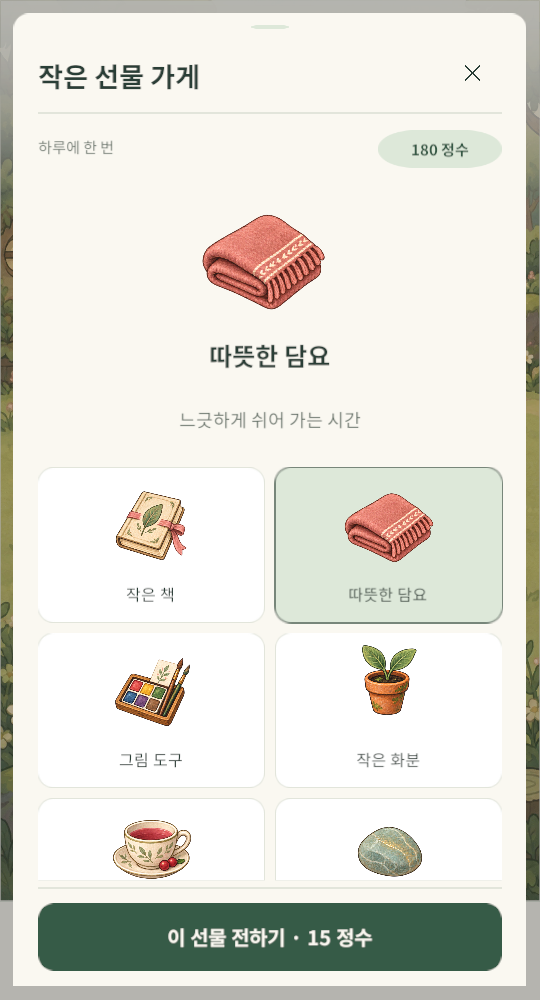 작은 선물 가게
하루에 한 번
180 정수
따뜻한 담요
느긋하게 쉬어 가는 시간
작은 책
따뜻한 담요
그림 도구
작은 화분
이 선물 전하기 · 15 정수